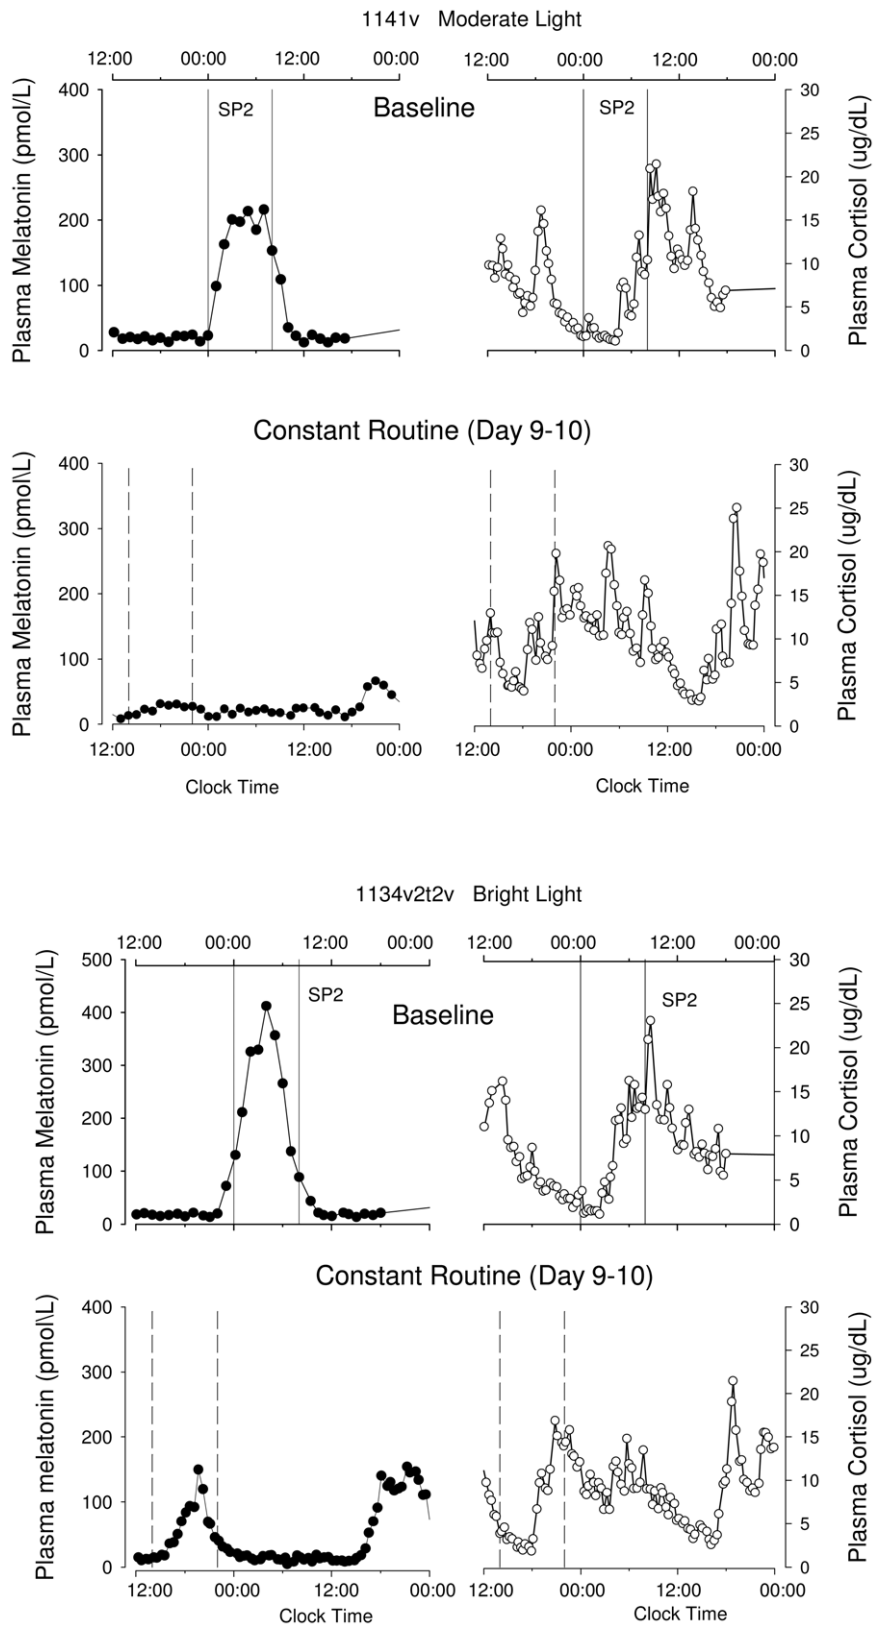 1141v Moderate Light
12:00 00:00 12:00 00:00 12:00 00:00 12:00 00:00
Plasma Melatonin (pmol/L)
400
300
200
100
0
SP2
Baseline
SP2
30
25
20
15
10
5
0
Plasma Cortisol (ug/dL)
Constant Routine (Day 9-10)
Plasma Melatonin (pmol\L)
400
300
200
100
0
30
25
20
15
10
5
0
Plasma Cortisol (ug/dL)
12:00 00:00 12:00 00:00 12:00 00:00 12:00 00:00
Clock Time Clock Time
1134v2t2v Bright Light
12:00 00:00 12:00 00:00 12:00 00:00 12:00 00:00
Plasma Melatonin (pmol/L)
500
400
300
200
100
0
SP2
Baseline
SP2
30
25
20
15
10
5
0
Plasma Cortisol (ug/dL)
Constant Routine (Day 9-10)
Plasma melatonin (pmol\L)
400
300
200
100
0
30
25
20
15
10
5
0
Plasma Cortisol (ug/dL)
12:00 00:00 12:00 00:00 12:00 00:00 12:00 00:00
Clock Time Clock Time